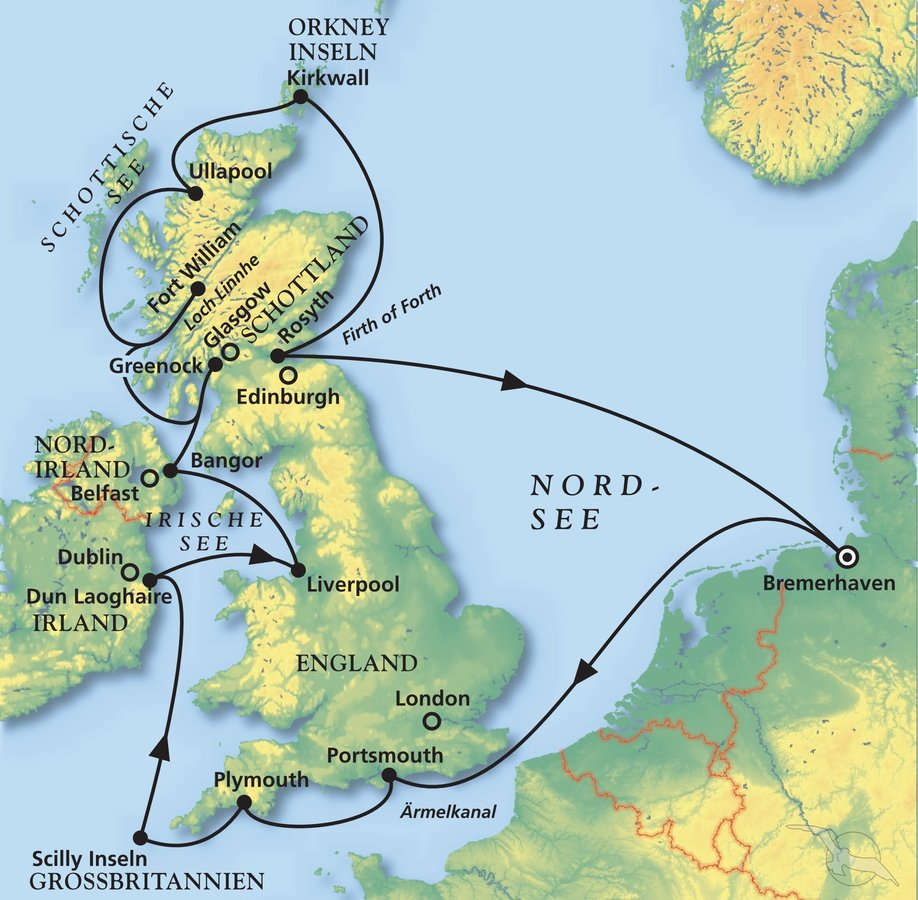 ORKNEY
INSELN
Kirkwall
SCHOTTISCHE
SEE
Ullapool
Fort William
Loch Linnhe
Glasgow
SCHOTTLAND
Rosyth
Firth of Forth
Greenock
Edinburgh
NORD-
IRLAND
Bangor
Belfast
NORD-
SEE
IRISCHE
SEE
Dublin
Dun Laoghaire
IRLAND
Liverpool
Bremerhaven
ENGLAND
London
Portsmouth
Plymouth
Ärmelkanal
Scilly Inseln
GROSSBRITANNIEN